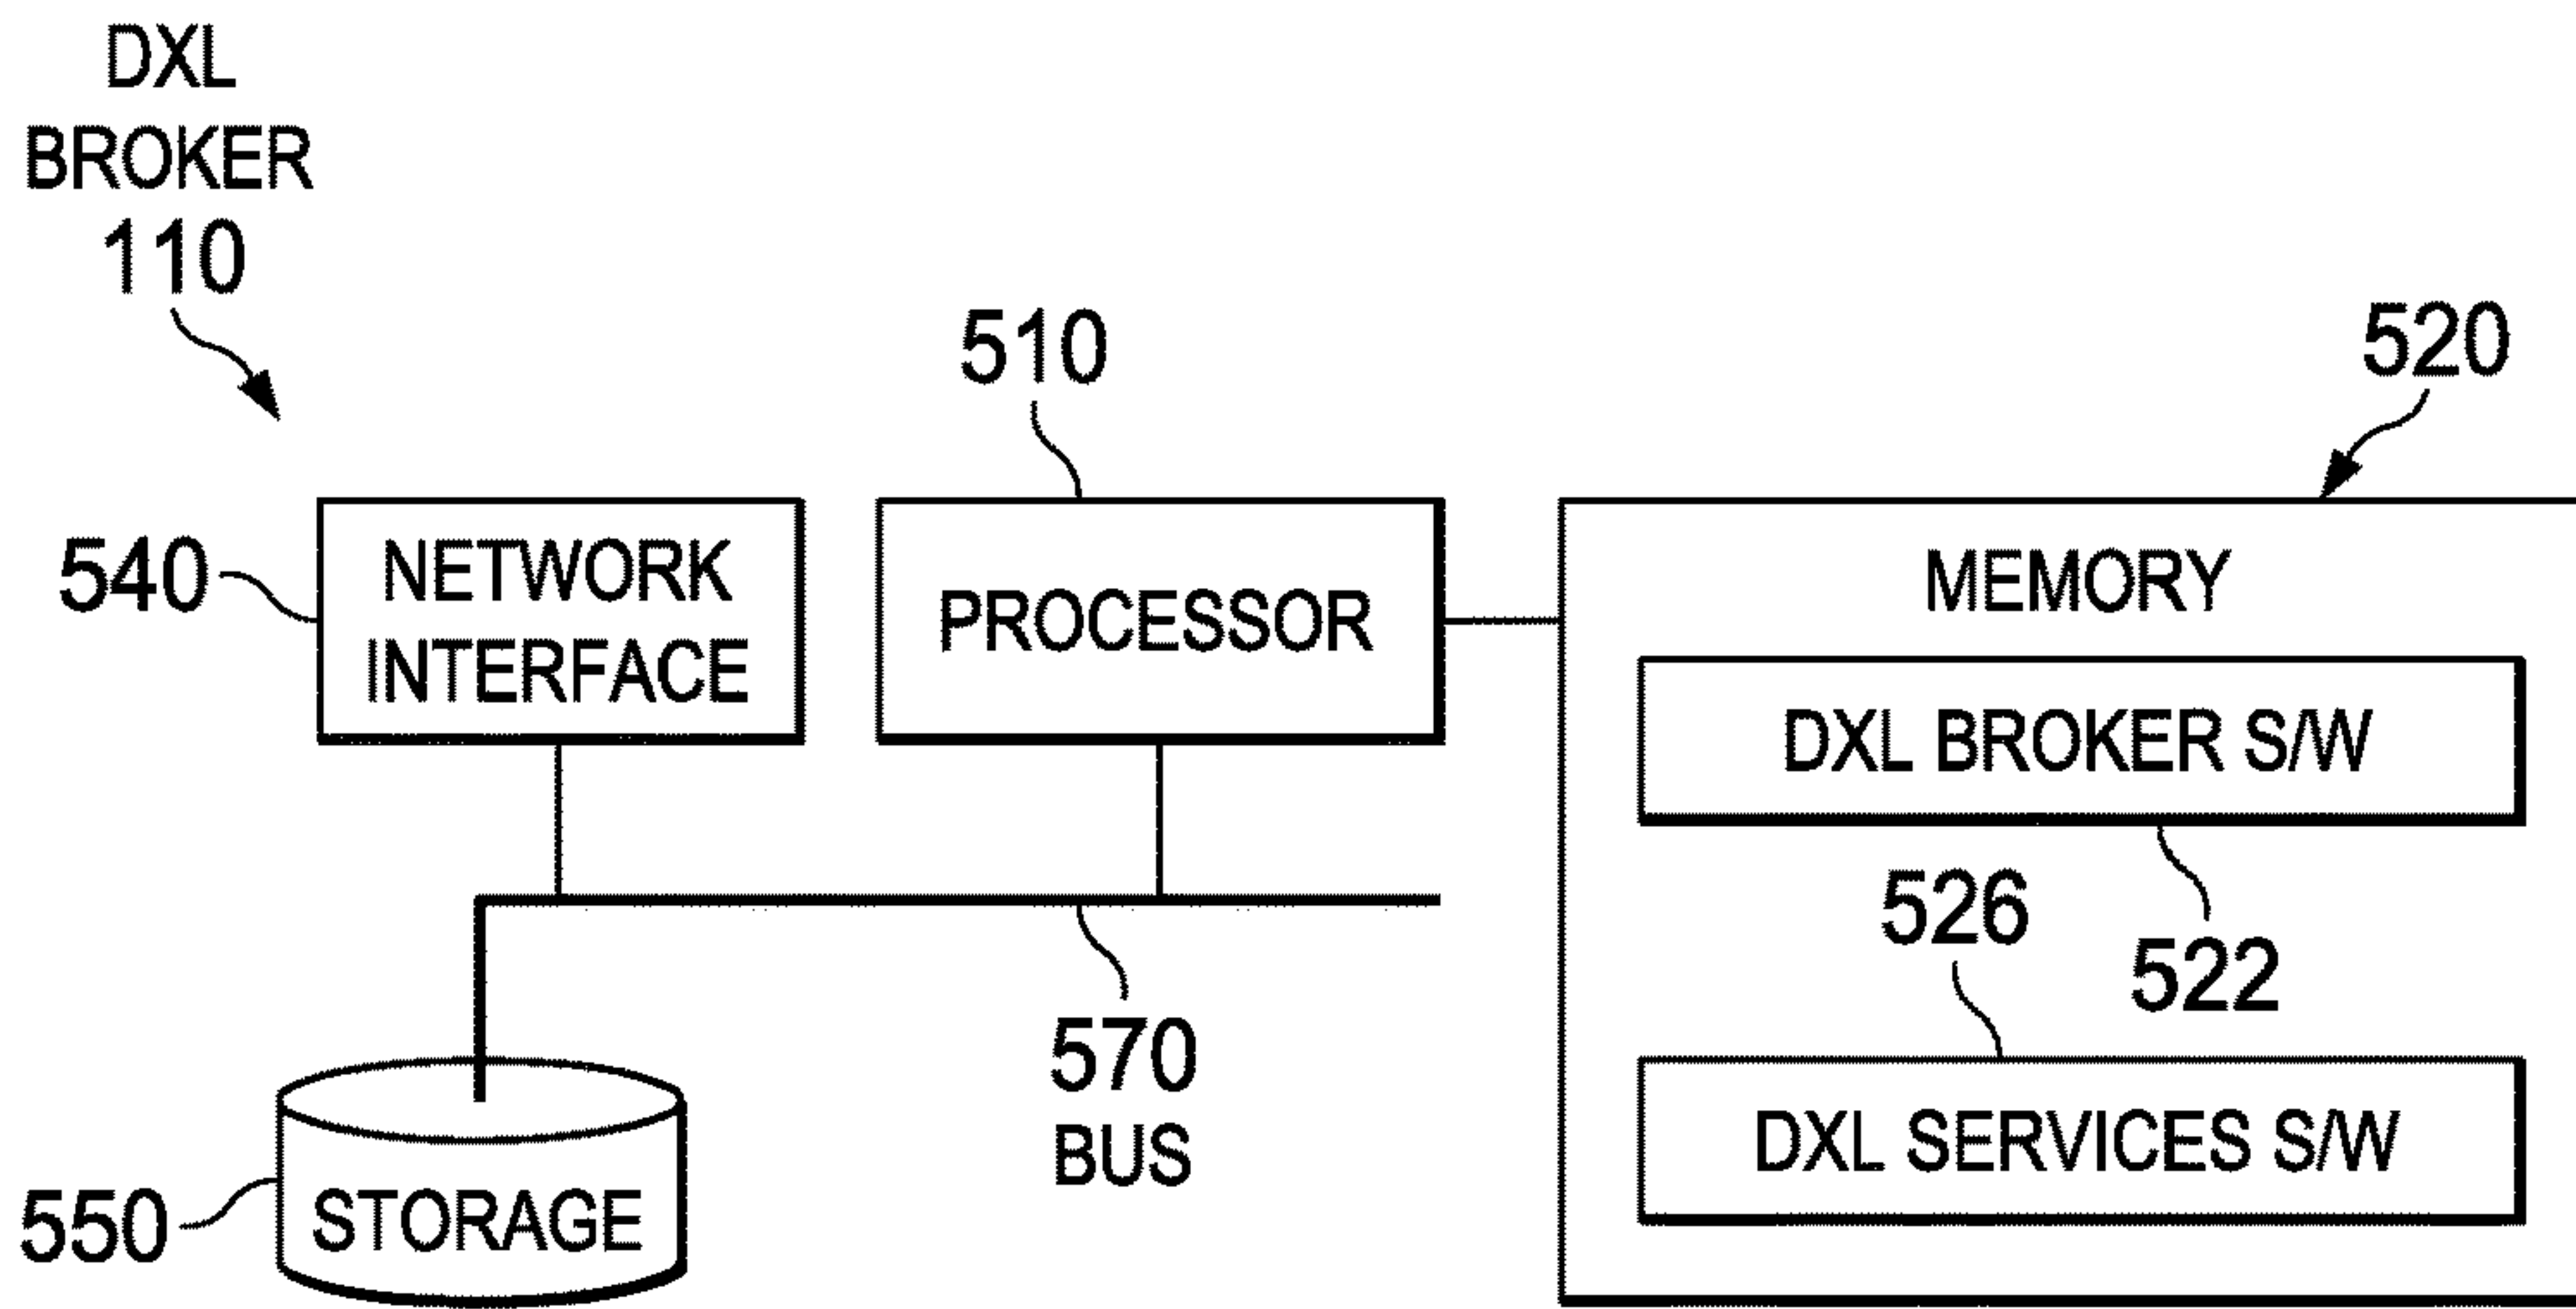 DXL
BROKER
110
510
520
540
NETWORK
INTERFACE
PROCESSOR
MEMORY
DXL BROKER S/W
526
522
570
BUS
DXL SERVICES S/W
550
STORAGE